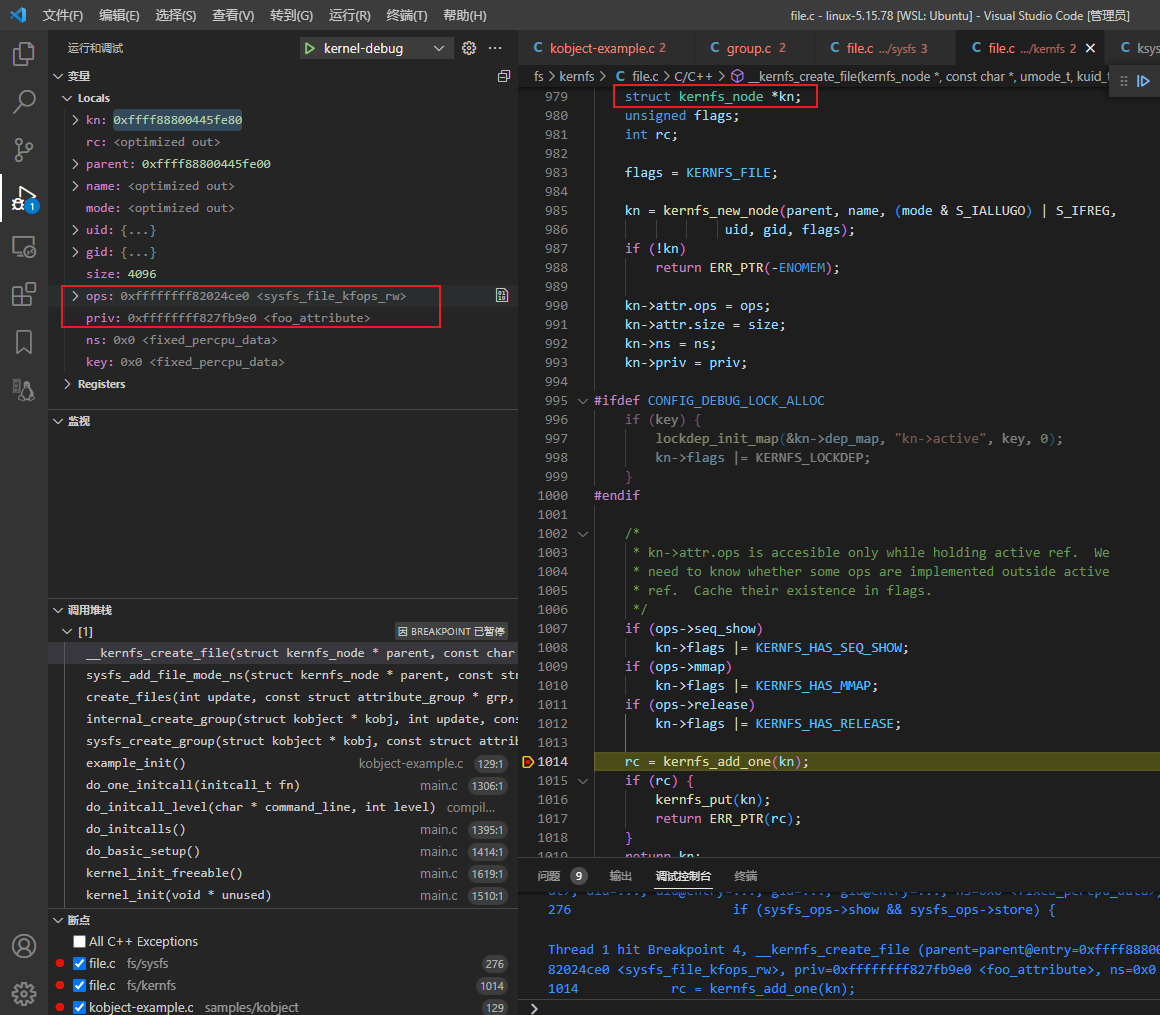 文件(F) 编辑(E) 选择(S) 查看(V) 转到(G) 运行(R) 终端(T) 帮助(H) file.c - linux-5.15.78 [WSL: Ubuntu] - Visual Studio Code [管理员]
运行和调试 kernel-debug ···
变量
Locals
kn: 0xffff88800445fe80
rc: <optimized out>
parent: 0xffff88800445fe00
name: <optimized out>
mode: <optimized out>
uid: {...}
gid: {...}
size: 4096
ops: 0xffffffff82024ce0 <sysfs_file_kfops_rw>
priv: 0xffffffff827fb9e0 <foo_attribute>
ns: 0x0 <fixed_percpu_data>
key: 0x0 <fixed_percpu_data>
Registers
监视
调用堆栈
[1] 因 BREAKPOINT 已暂停
__kernfs_create_file(struct kernfs_node * parent, const char
sysfs_add_file_mode_ns(struct kernfs_node * parent, const str
create_files(int update, const struct attribute_group * grp,
internal_create_group(struct kobject * kobj, int update, cons
sysfs_create_group(struct kobject * kobj, const struct attrib
example_init() kobject-example.c 129:1
do_one_initcall(initcall_t fn) main.c 1306:1
do_initcall_level(char * command_line, int level) compil...
do_initcalls() main.c 1395:1
do_basic_setup() main.c 1414:1
kernel_init_freeable() main.c 1619:1
kernel_init(void * unused) main.c 1510:1
断点
All C++ Exceptions
file.c fs/sysfs 276
file.c fs/kernfs 1014
kobject-example.c samples/kobject 129
1
C kobject-example.c 2 C group.c 2 C file.c .../sysfs 3 C file.c .../kernfs 2 C ksys
fs > kernfs > C file.c > C/C++ > __kernfs_create_file(kernfs_node *, const char *, umode_t, kuid_t
979 struct kernfs_node *kn;
980 unsigned flags;
981 int rc;
982
983 flags = KERNFS_FILE;
984
985 kn = kernfs_new_node(parent, name, (mode & S_IALLUGO) | S_IFREG,
986 uid, gid, flags);
987 if (!kn)
988 return ERR_PTR(-ENOMEM);
989
990 kn->attr.ops = ops;
991 kn->attr.size = size;
992 kn->ns = ns;
993 kn->priv = priv;
994
995 #ifdef CONFIG_DEBUG_LOCK_ALLOC
996 if (key) {
997 lockdep_init_map(&kn->dep_map, "kn->active", key, 0);
998 kn->flags |= KERNFS_LOCKDEP;
999 }
1000 #endif
1001
1002 /*
1003 * kn->attr.ops is accesible only while holding active ref. We
1004 * need to know whether some ops are implemented outside active
1005 * ref. Cache their existence in flags.
1006 */
1007 if (ops->seq_show)
1008 kn->flags |= KERNFS_HAS_SEQ_SHOW;
1009 if (ops->mmap)
1010 kn->flags |= KERNFS_HAS_MMAP;
1011 if (ops->release)
1012 kn->flags |= KERNFS_HAS_RELEASE;
1013
1014 rc = kernfs_add_one(kn);
1015 if (rc) {
1016 kernfs_put(kn);
1017 return ERR_PTR(rc);
1018 }
1019 return kn;
问题 9 输出 调试控制台 终端
276 if (sysfs_ops->show && sysfs_ops->store) {
Thread 1 hit Breakpoint 4, __kernfs_create_file (parent=parent@entry=0xffff88800
82024ce0 <sysfs_file_kfops_rw>, priv=0xffffffff827fb9e0 <foo_attribute>, ns=0x0
1014 rc = kernfs_add_one(kn);